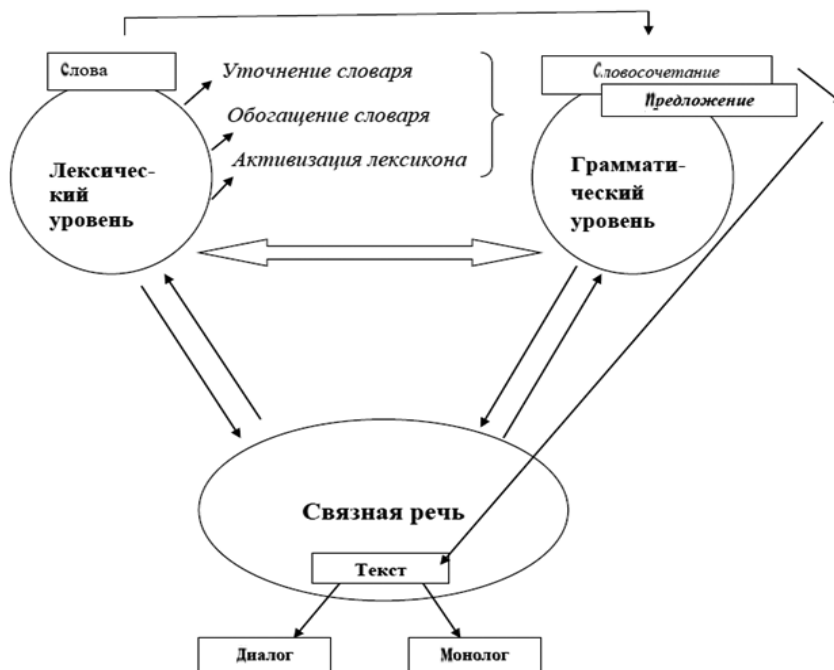 Слова
Уточнение словаря
Обогащение словаря
Активизация лексикона
Лексичес-
кий
уровень
Словосочетание
Предложение
Граммати-
ческий
уровень
Связная речь
Текст
Диалог
Монолог